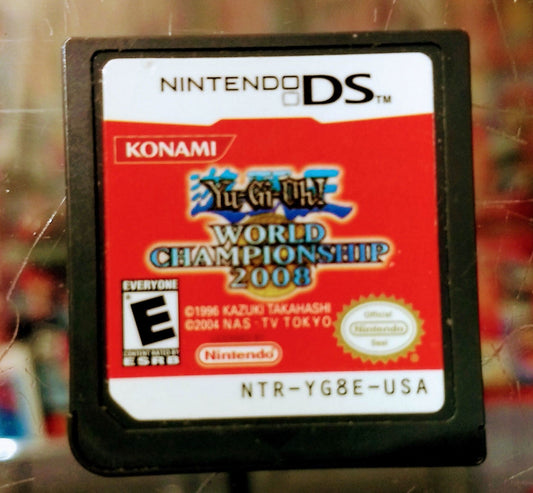 NINTENDO DS™
KONAMI
遊戯王
Yu-Gi-Oh!
WORLD
CHAMPIONSHIP
2008
EVERYONE
E
CONTENT RATED BY
ESRB
©1996 KAZUKI TAKAHASHI
©2004 NAS · TV TOKYO
Nintendo
Official
Nintendo
Seal
NTR-YG8E-USA